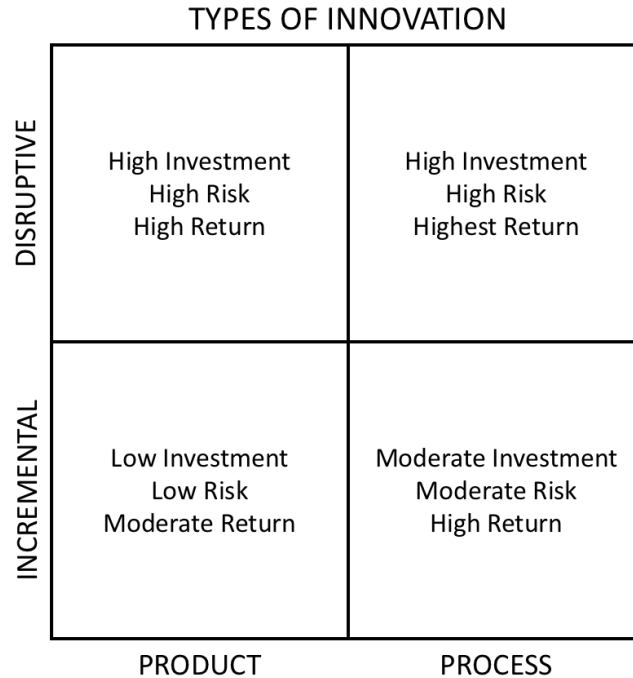 TYPES OF INNOVATION
DISRUPTIVE
High Investment
High Risk
High Return
High Investment
High Risk
Highest Return
INCREMENTAL
Low Investment
Low Risk
Moderate Return
Moderate Investment
Moderate Risk
High Return
PRODUCT
PROCESS